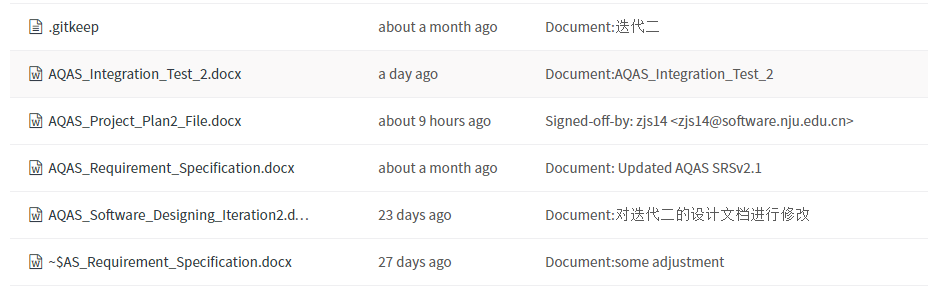 .gitkeep about a month ago Document:迭代二
AQAS_Integration_Test_2.docx a day ago Document:AQAS_Integration_Test_2
AQAS_Project_Plan2_File.docx about 9 hours ago Signed-off-by: zjs14 <zjs14@software.nju.edu.cn>
AQAS_Requirement_Specification.docx about a month ago Document: Updated AQAS SRSv2.1
AQAS_Software_Designing_Iteration2.d… 23 days ago Document:对迭代二的设计文档进行修改
~$AS_Requirement_Specification.docx 27 days ago Document:some adjustment